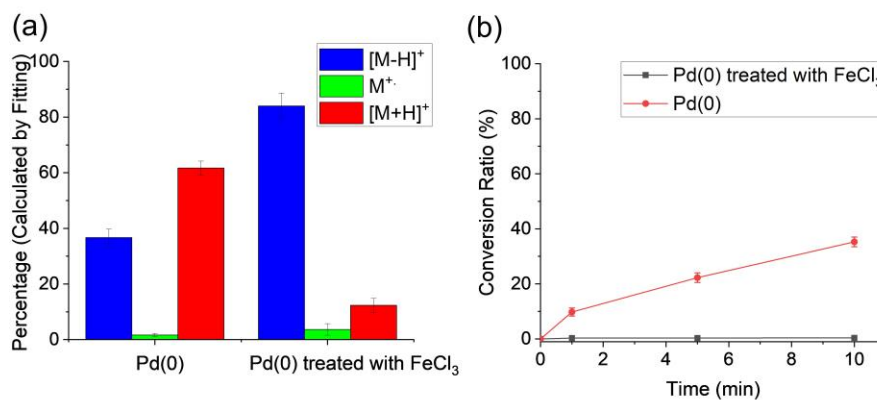 (a)
[M-H]⁺
M⁺·
[M+H]⁺
Percentage (Calculated by Fitting)
100
80
60
40
20
0
Pd(0)
Pd(0) treated with FeCl₃
(b)
Pd(0) treated with FeCl₃
Pd(0)
Conversion Ratio (%)
100
80
60
40
20
0
0 2 4 6 8 10
Time (min)